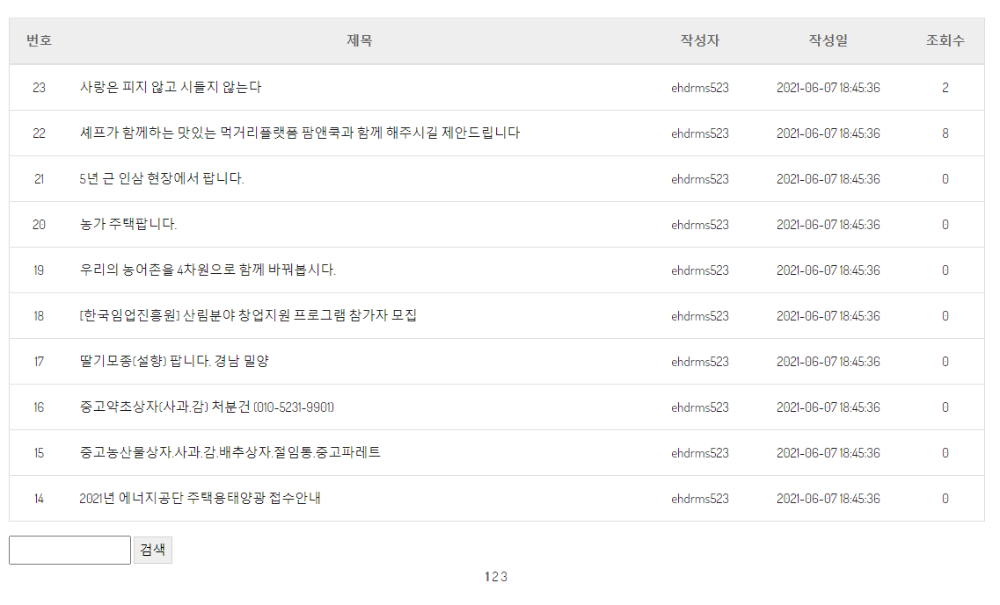 번호 제목 작성자 작성일 조회수
23 사랑은 피지 않고 시들지 않는다 ehdrms523 2021-06-07 18:45:36 2
22 셰프가 함께하는 맛있는 먹거리플랫폼 팜앤쿡과 함께 해주시길 제안드립니다 ehdrms523 2021-06-07 18:45:36 8
21 5년 근 인삼 현장에서 팝니다. ehdrms523 2021-06-07 18:45:36 0
20 농가 주택팝니다. ehdrms523 2021-06-07 18:45:36 0
19 우리의 농어촌을 4차원으로 함께 바꿔봅시다. ehdrms523 2021-06-07 18:45:36 0
18 [한국임업진흥원] 산림분야 창업지원 프로그램 참가자 모집 ehdrms523 2021-06-07 18:45:36 0
17 딸기모종(설향) 팝니다. 경남 밀양 ehdrms523 2021-06-07 18:45:36 0
16 중고약초상자(사과.감) 처분건 (010-5231-9901) ehdrms523 2021-06-07 18:45:36 0
15 중고농산물상자.사과.감.배추상자.절임통.중고파레트 ehdrms523 2021-06-07 18:45:36 0
14 2021년 에너지공단 주택용태양광 접수안내 ehdrms523 2021-06-07 18:45:36 0
검색
1 2 3